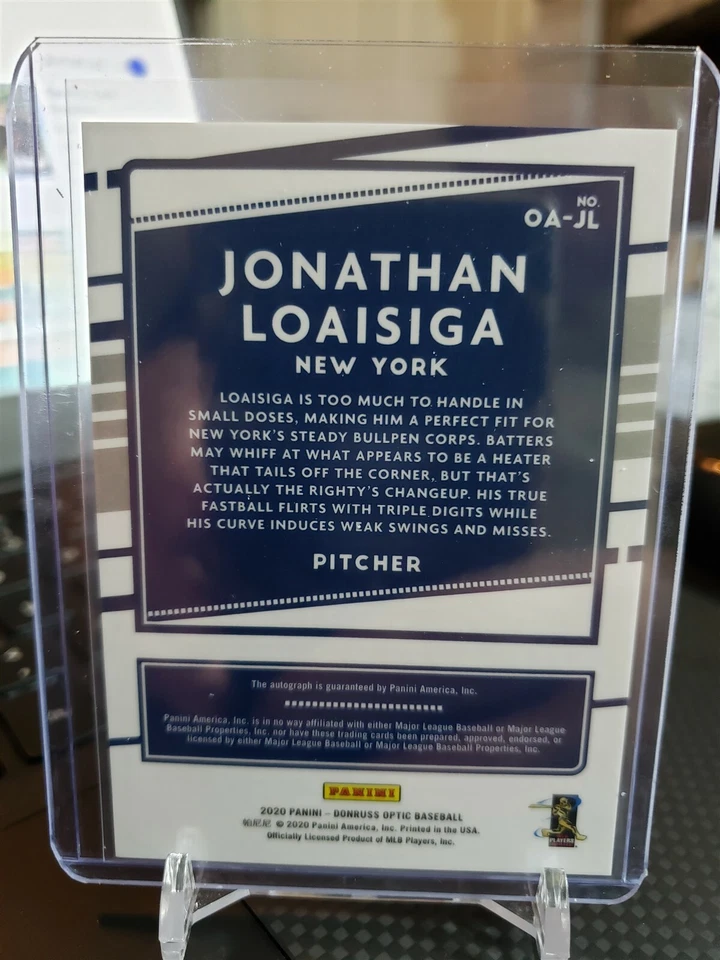 NO.
OA-JL
JONATHAN
LOAISIGA
NEW YORK
LOAISIGA IS TOO MUCH TO HANDLE IN
SMALL DOSES, MAKING HIM A PERFECT FIT FOR
NEW YORK'S STEADY BULLPEN CORPS. BATTERS
MAY WHIFF AT WHAT APPEARS TO BE A HEATER
THAT TAILS OFF THE CORNER, BUT THAT'S
ACTUALLY THE RIGHTY'S CHANGEUP. HIS TRUE
FASTBALL FLIRTS WITH TRIPLE DIGITS WHILE
HIS CURVE INDUCES WEAK SWINGS AND MISSES.
PITCHER
The autograph is guaranteed by Panini America, Inc.
Panini America, Inc. is in no way affiliated with either Major League Baseball or Major League
Baseball Properties, Inc. nor have these trading cards been prepared, approved, endorsed, or
licensed by either Major League Baseball or Major League Baseball Properties, Inc.
PANINI
2020 PANINI - DONRUSS OPTIC BASEBALL
© 2020 Panini America, Inc. Printed in the USA.
Officially Licensed Product of MLB Players, Inc.
PLAYERS